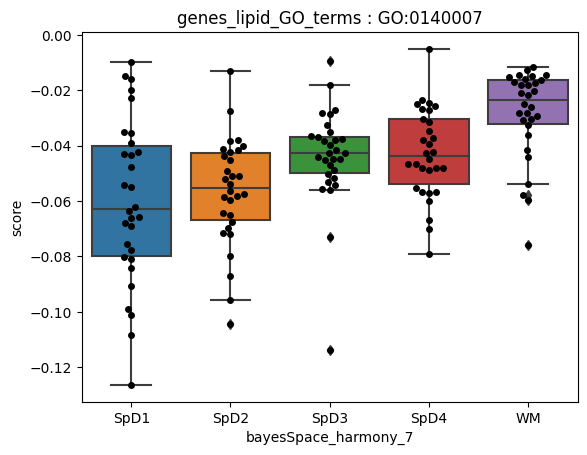 genes_lipid_GO_terms : GO:0140007
0.00
−0.02
−0.04
−0.06
−0.08
−0.10
−0.12
score
SpD1 SpD2 SpD3 SpD4 WM
bayesSpace_harmony_7